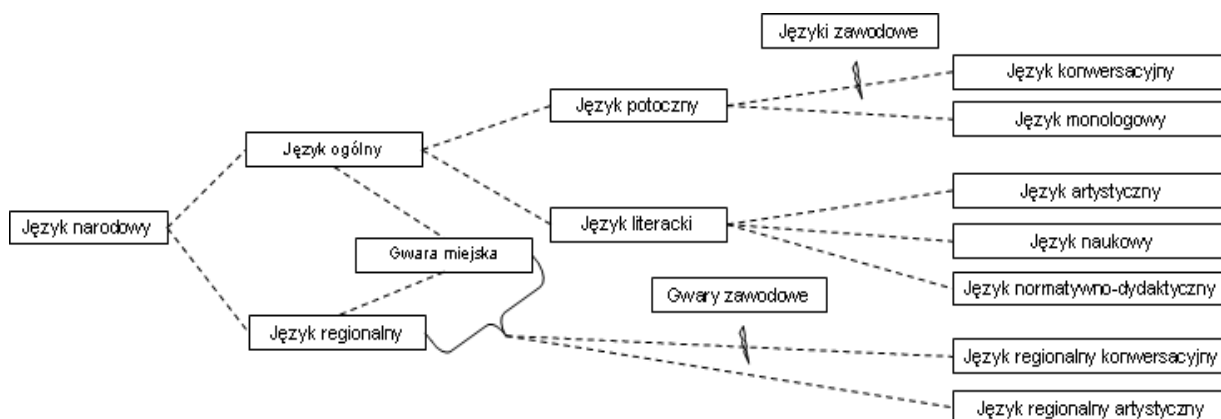 Języki zawodowe
Język konwersacyjny
Język potoczny
Język monologowy
Język ogólny
Język artystyczny
Język narodowy
Język literacki
Język naukowy
Gwara miejska
Gwary zawodowe
Język normatywno-dydaktyczny
Język regionalny
Język regionalny konwersacyjny
Język regionalny artystyczny